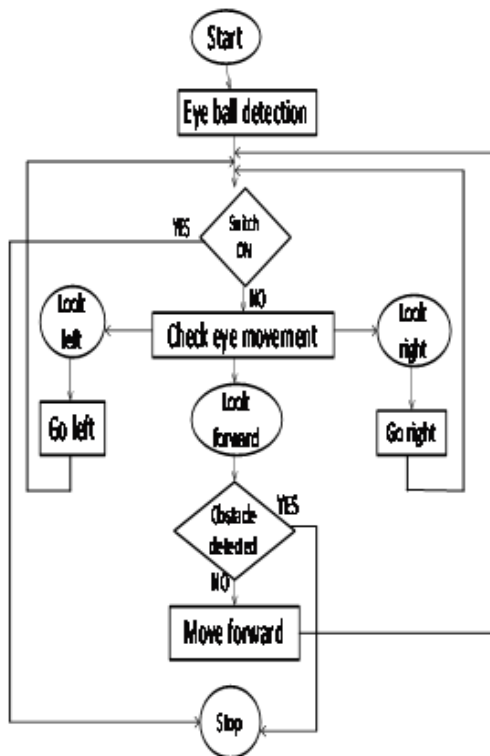 Start
Eye ball detection
YES
Switch
ON
NO
Look
left
Check eye movement
Look
right
Go left
Look
forward
Go right
Obstacle
detected
YES
NO
Move forward
Stop